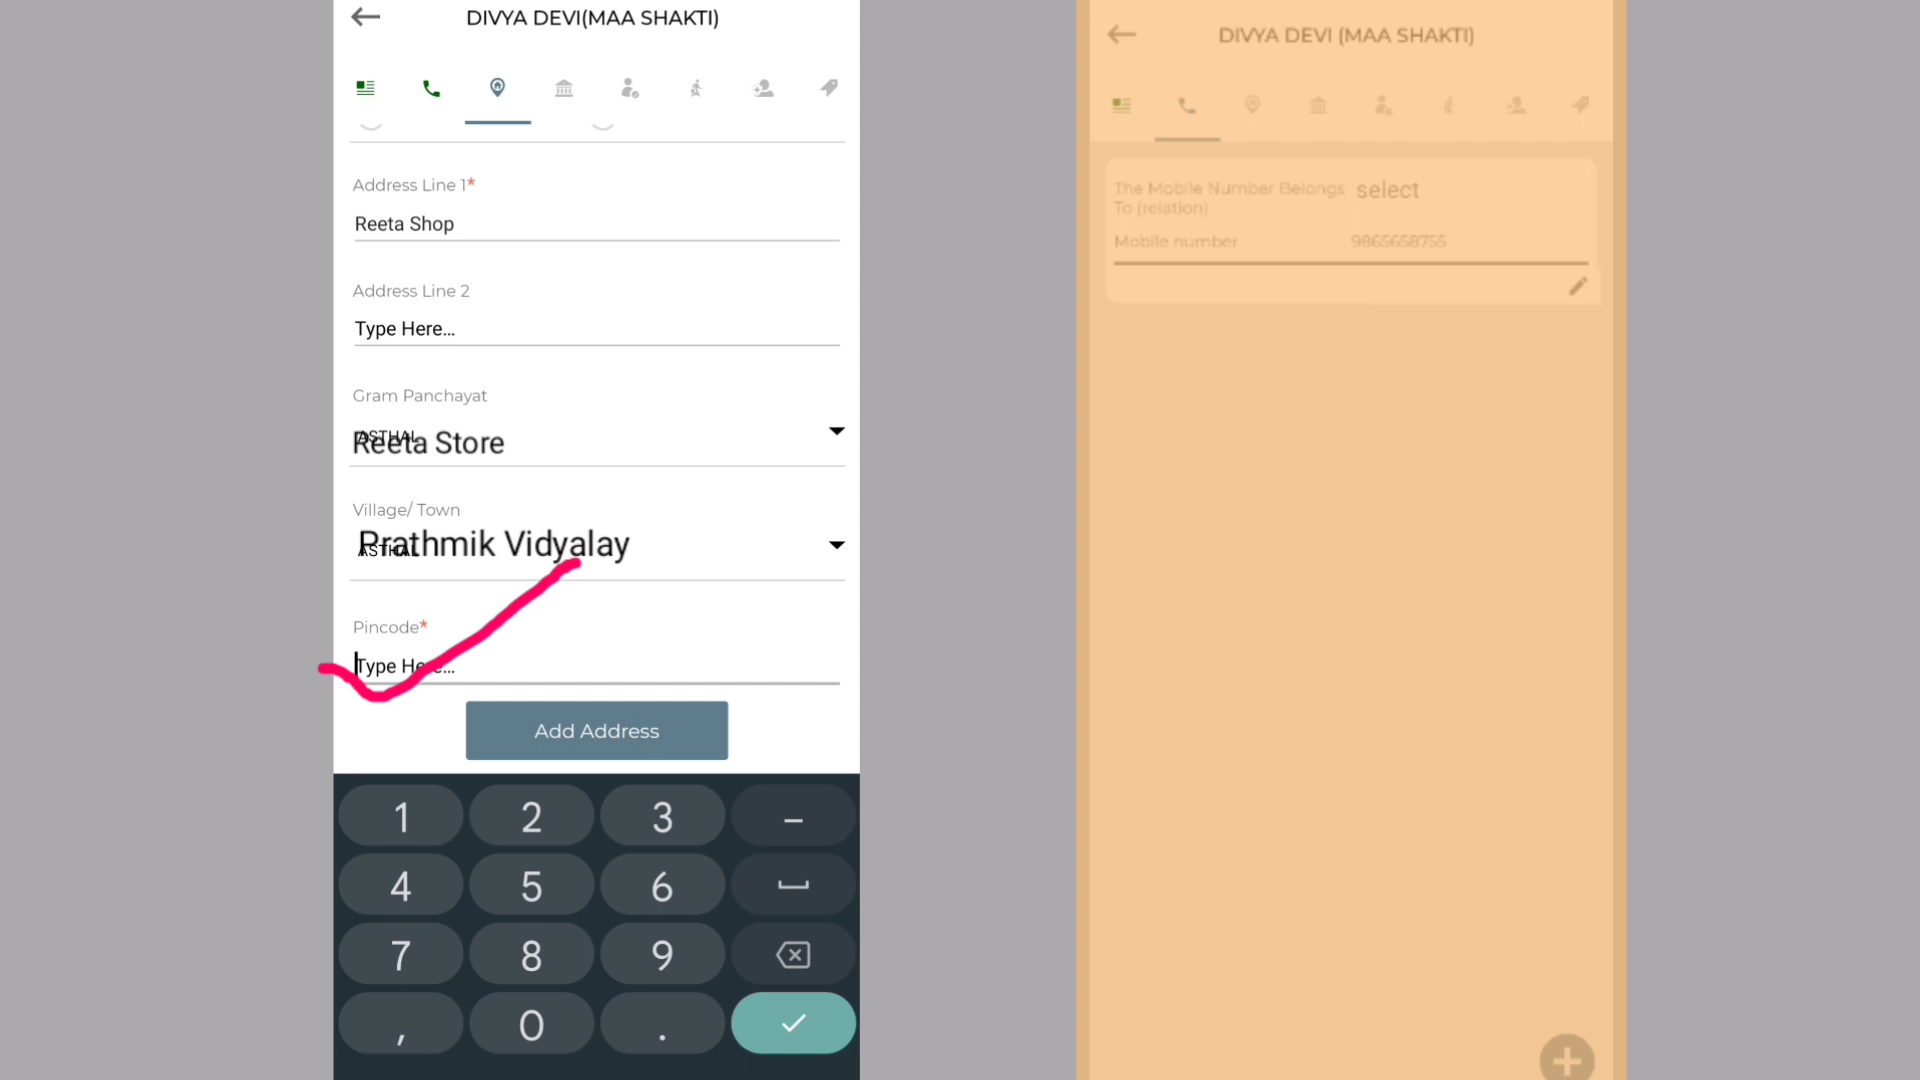 DIVYA DEVI(MAA SHAKTI)
Address Line 1*
Reeta Shop
Address Line 2
Type Here...
Gram Panchayat
ASTHAL
Reeta Store
Village/ Town
ASTHAL
Prathmik Vidyalay
Pincode*
Type Here...
Add Address
1 2 3 –
4 5 6
7 8 9
, 0 .
DIVYA DEVI (MAA SHAKTI)
The Mobile Number Belongs select
To (relation)
Mobile number 9865658755